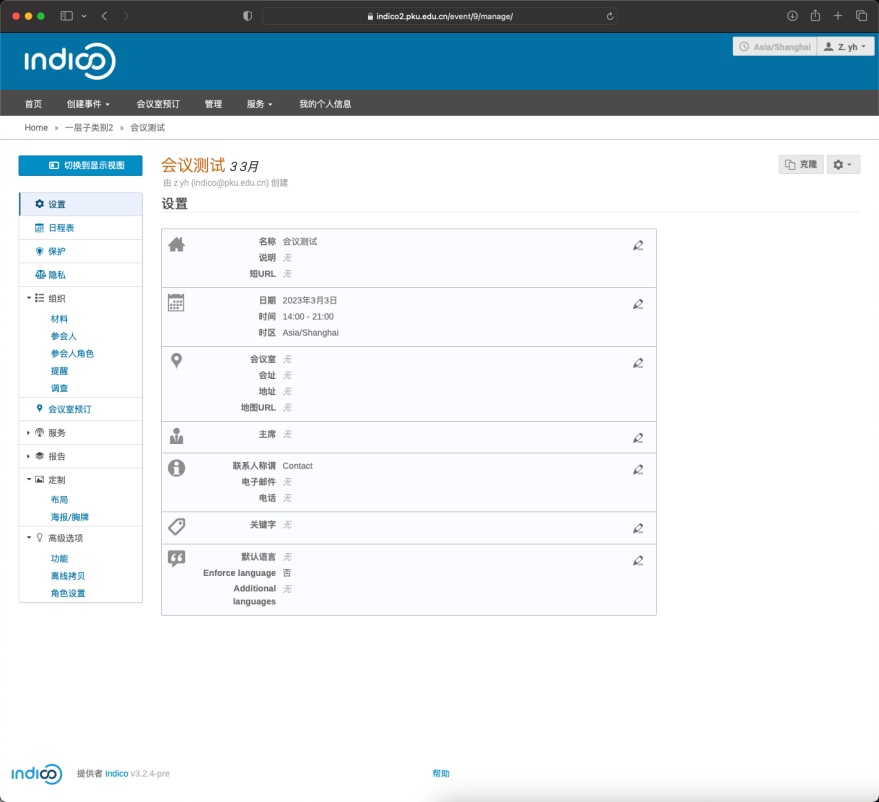 indico2.pku.edu.cn/event/9/manage/
indico
Asia/Shanghai Z. yh
首页 创建事件 会议室预订 管理 服务 我的个人信息
Home » 一层子类别2 » 会议测试
切换到显示视图
设置
日程表
保护
隐私
组织
材料
参会人
参会人角色
提醒
调查
会议室预订
服务
报告
定制
布局
海报/胸牌
高级选项
功能
离线拷贝
角色设置
会议测试 3 3月
克隆
由 z yh (indico@pku.edu.cn) 创建
设置
名称 会议测试
说明 无
短URL 无
日期 2023年3月3日
时间 14:00 - 21:00
时区 Asia/Shanghai
会议室 无
会址 无
地址 无
地图URL 无
主席 无
联系人称谓 Contact
电子邮件 无
电话 无
关键字 无
默认语言 无
Enforce language 否
Additional 无
languages
indico 提供者 Indico v3.2.4-pre
帮助